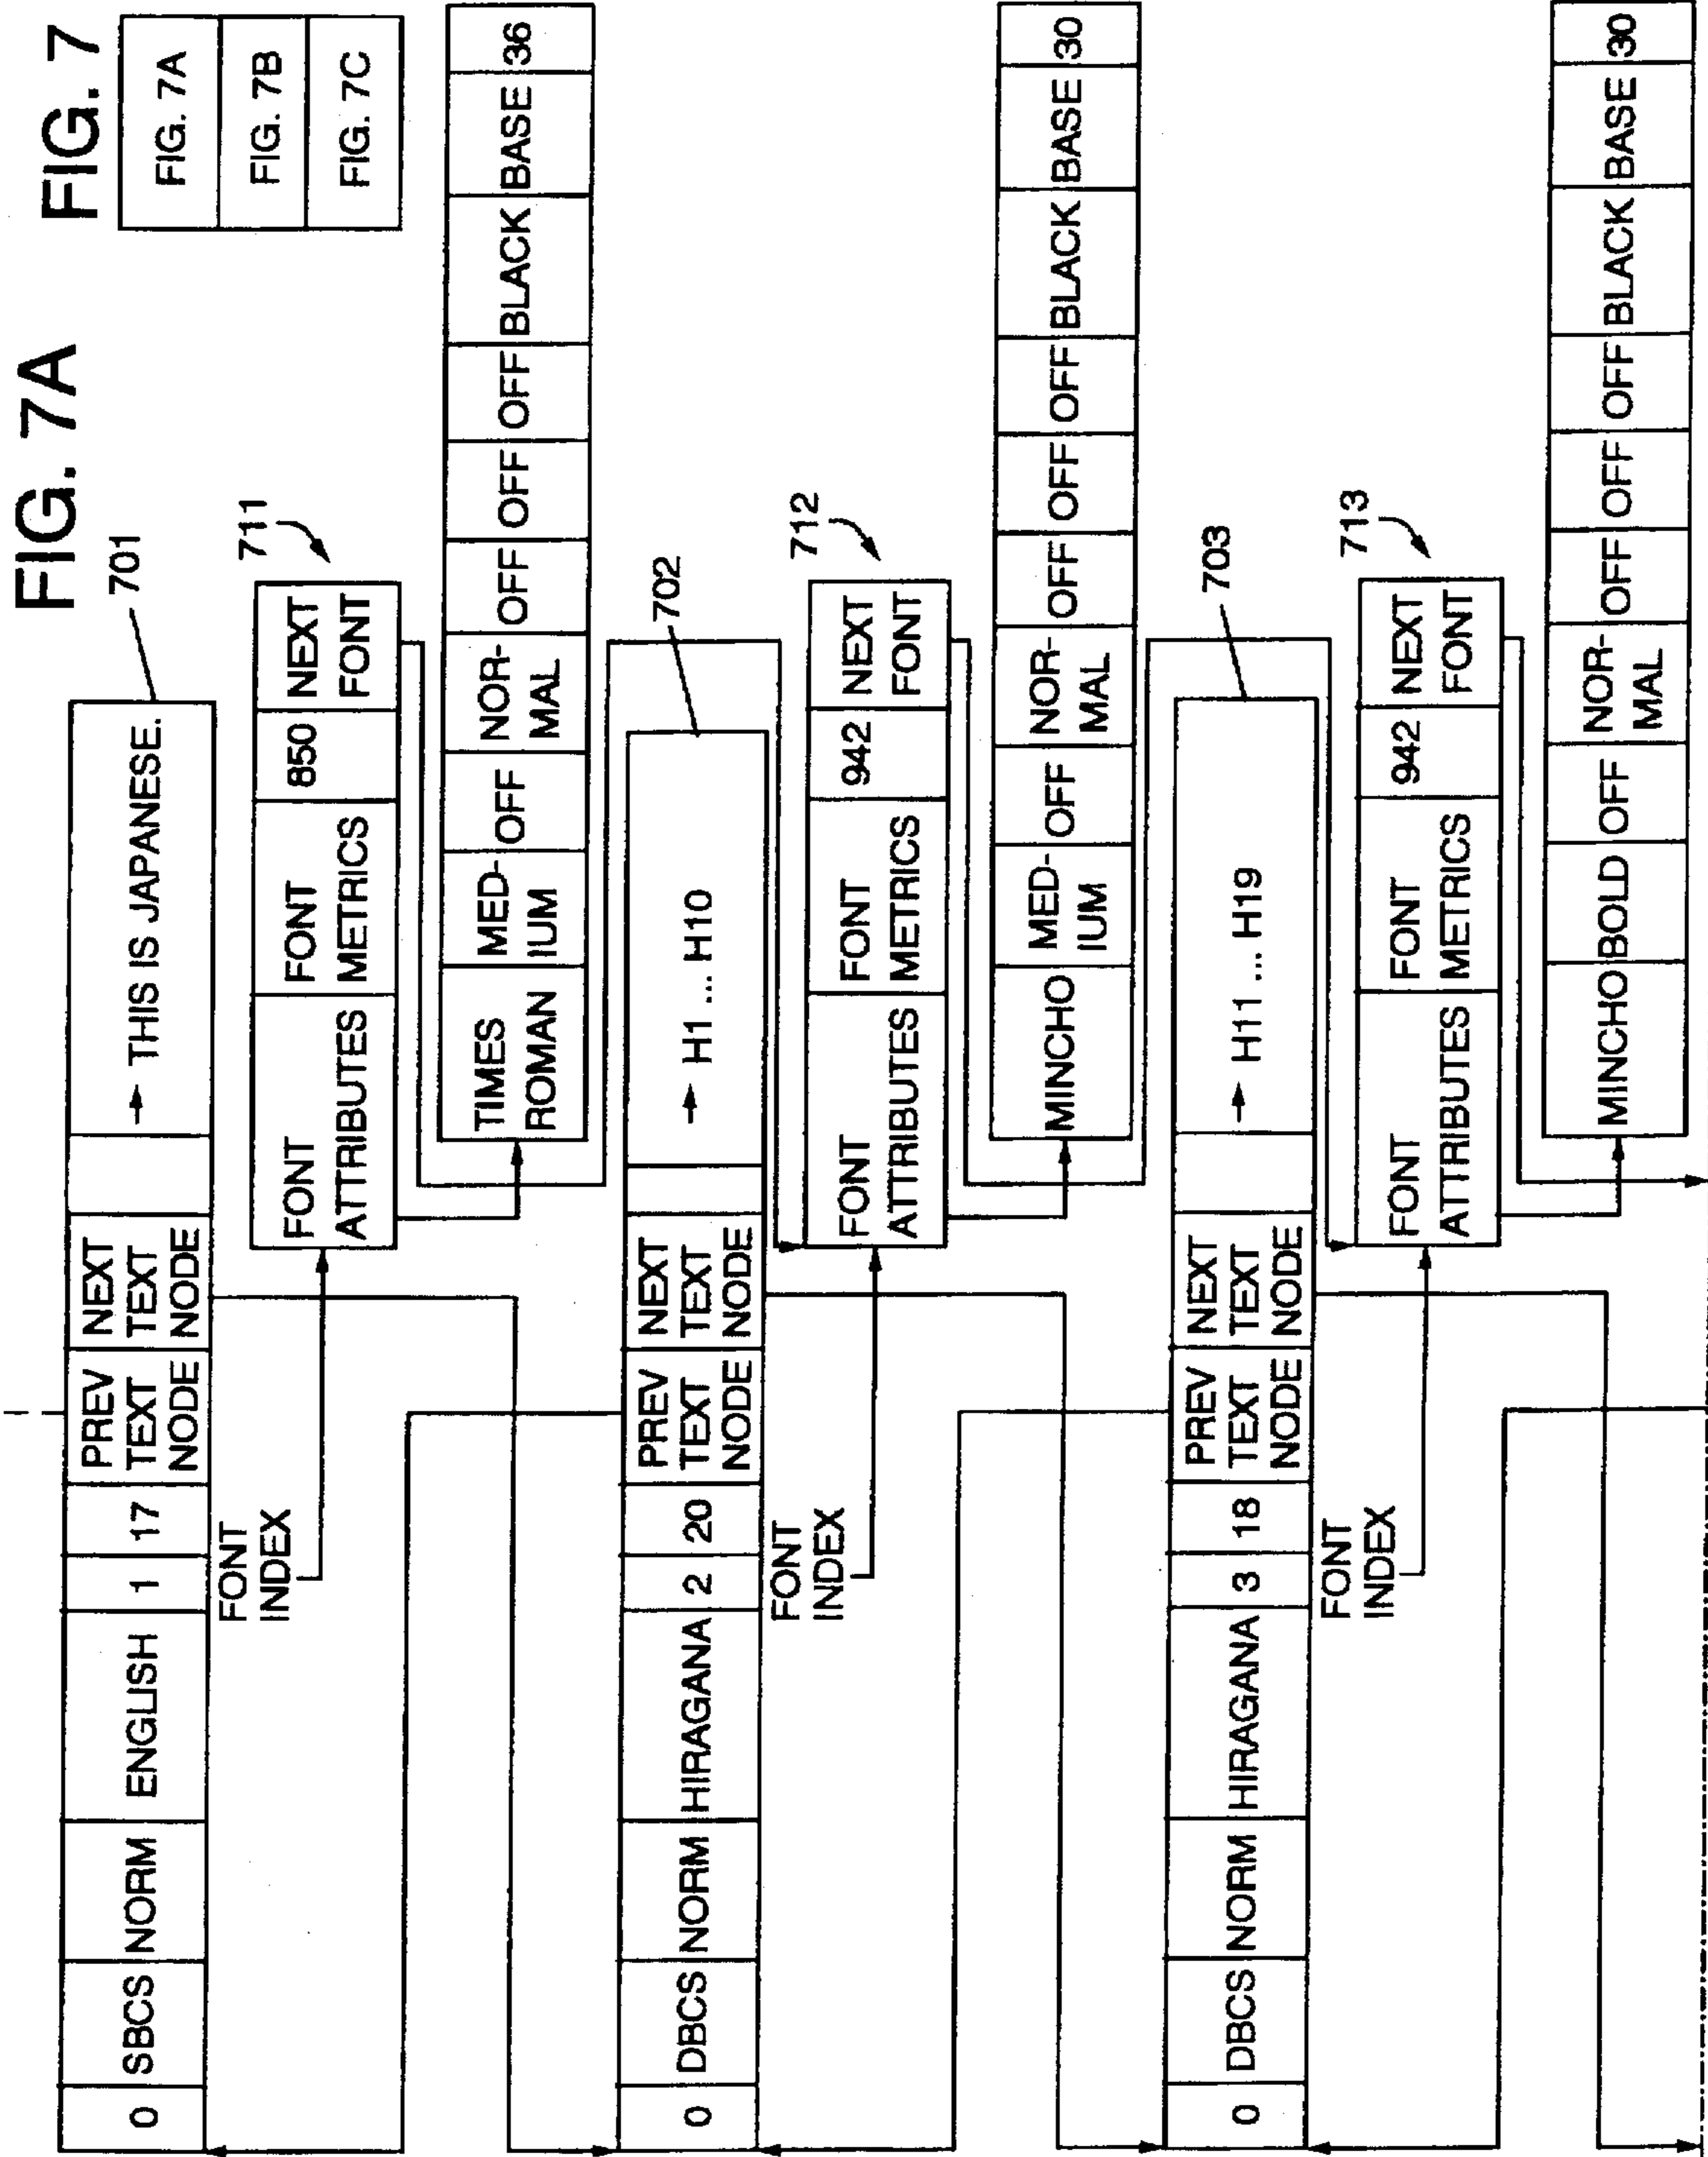 FIG. 7A
FIG. 7
FIG. 7A
FIG. 7B
FIG. 7C
0 SBCS NORM ENGLISH 1 17 PREV TEXT NODE NEXT TEXT NODE → THIS IS JAPANESE.
701
FONT INDEX
FONT ATTRIBUTES FONT METRICS 850 NEXT FONT
711
TIMES ROMAN MED-IUM OFF NOR-MAL OFF OFF OFF BLACK BASE 36
0 DBCS NORM HIRAGANA 2 20 PREV TEXT NODE NEXT TEXT NODE → H1 ... H10
702
FONT INDEX
FONT ATTRIBUTES FONT METRICS 942 NEXT FONT
712
MINCHO MED-IUM OFF NOR-MAL OFF OFF OFF BLACK BASE 30
0 DBCS NORM HIRAGANA 3 18 PREV TEXT NODE NEXT TEXT NODE → H11 ... H19
703
FONT INDEX
FONT ATTRIBUTES FONT METRICS 942 NEXT FONT
713
MINCHO BOLD OFF NOR-MAL OFF OFF OFF BLACK BASE 30